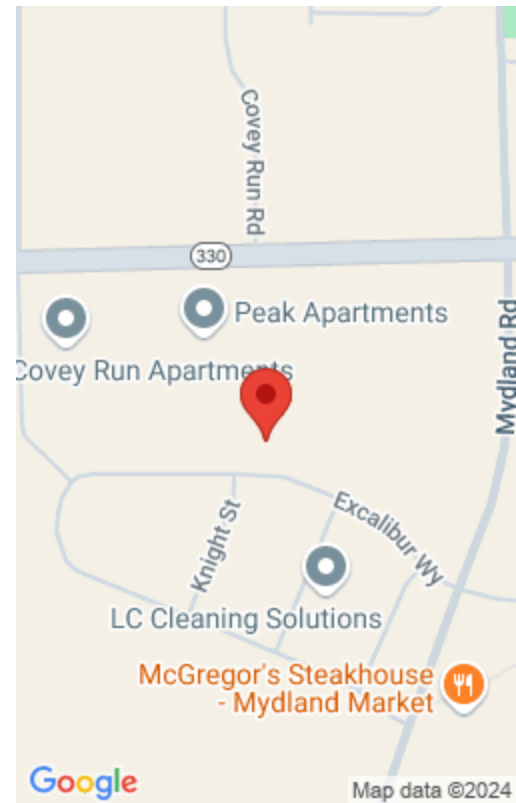 Covey Run Rd
330
Peak Apartments
Mydland Rd
Covey Run Apartments
Excalibur Wy
Knight St
LC Cleaning Solutions
McGregor's Steakhouse
- Mydland Market
Google
Map data ©2024